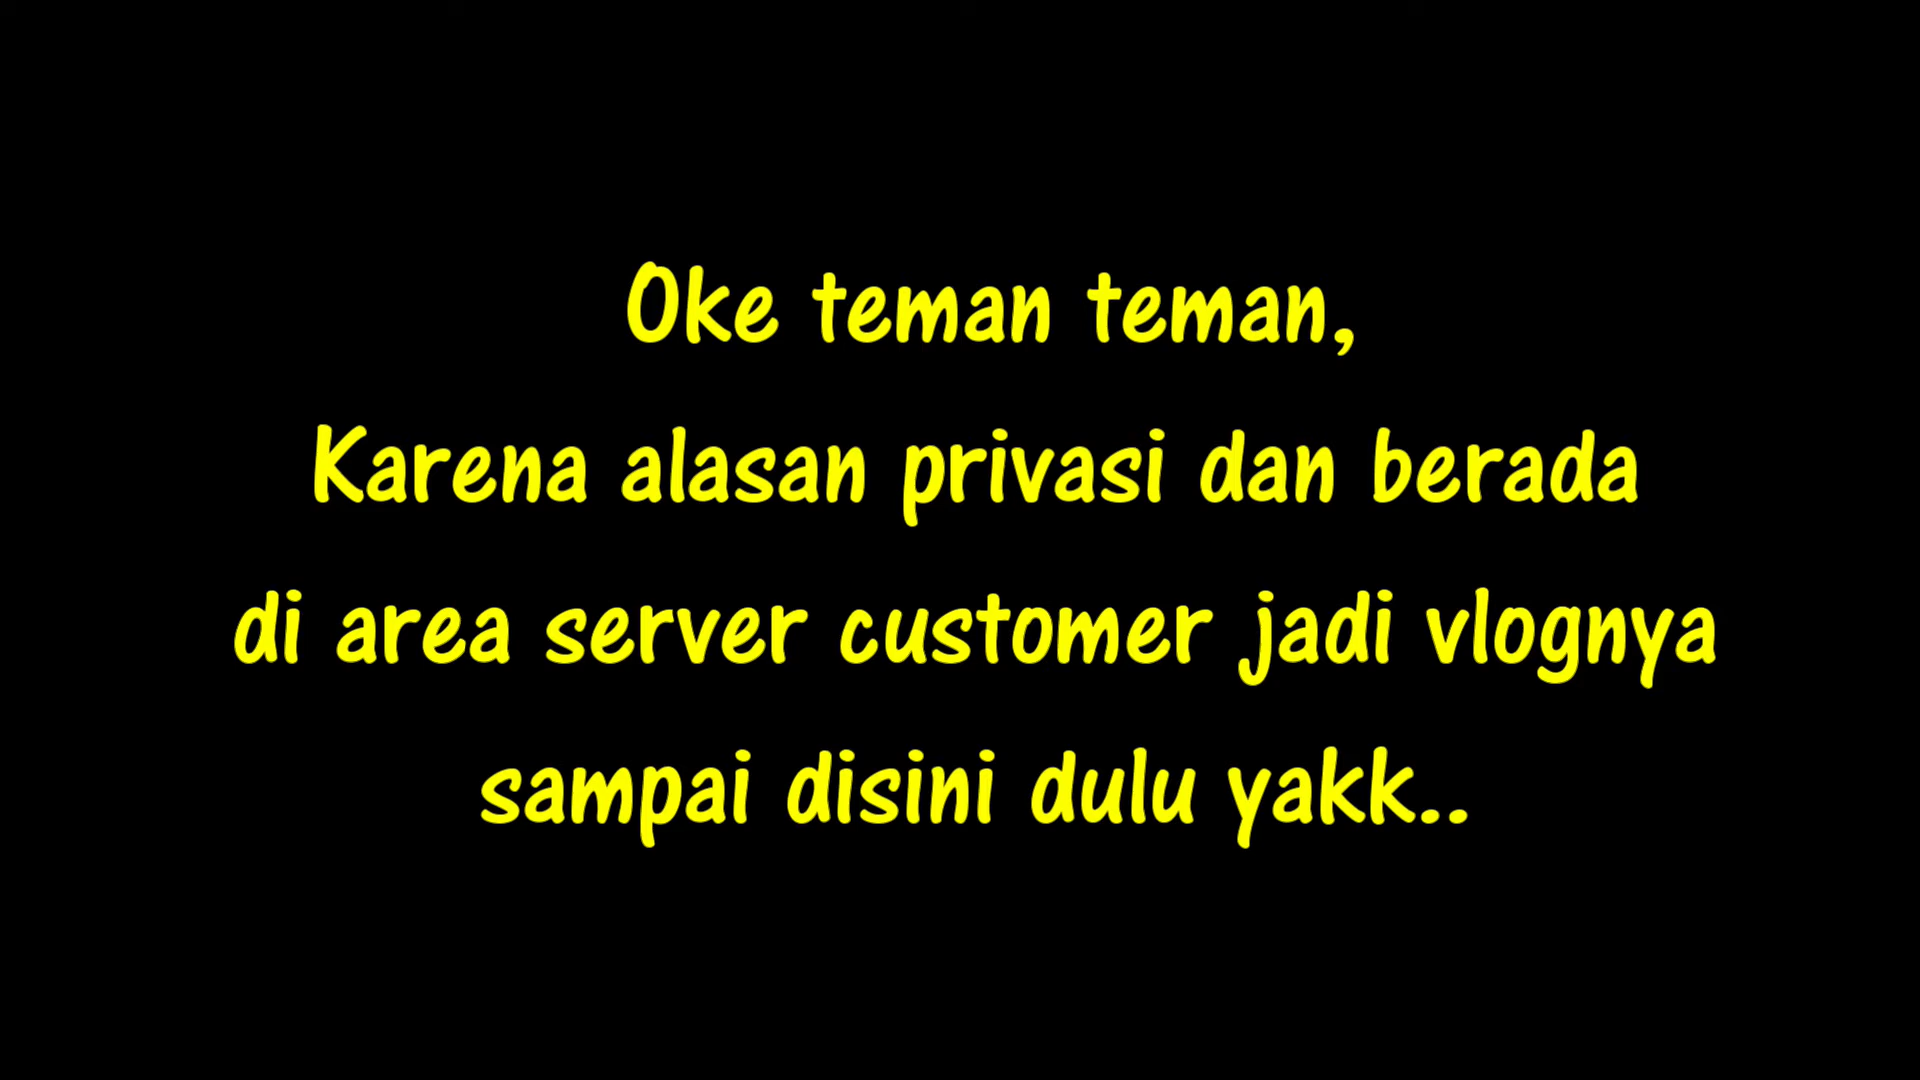 Oke teman teman,
Karena alasan privasi dan berada
di area server customer jadi vlognya
sampai disini dulu yakk..